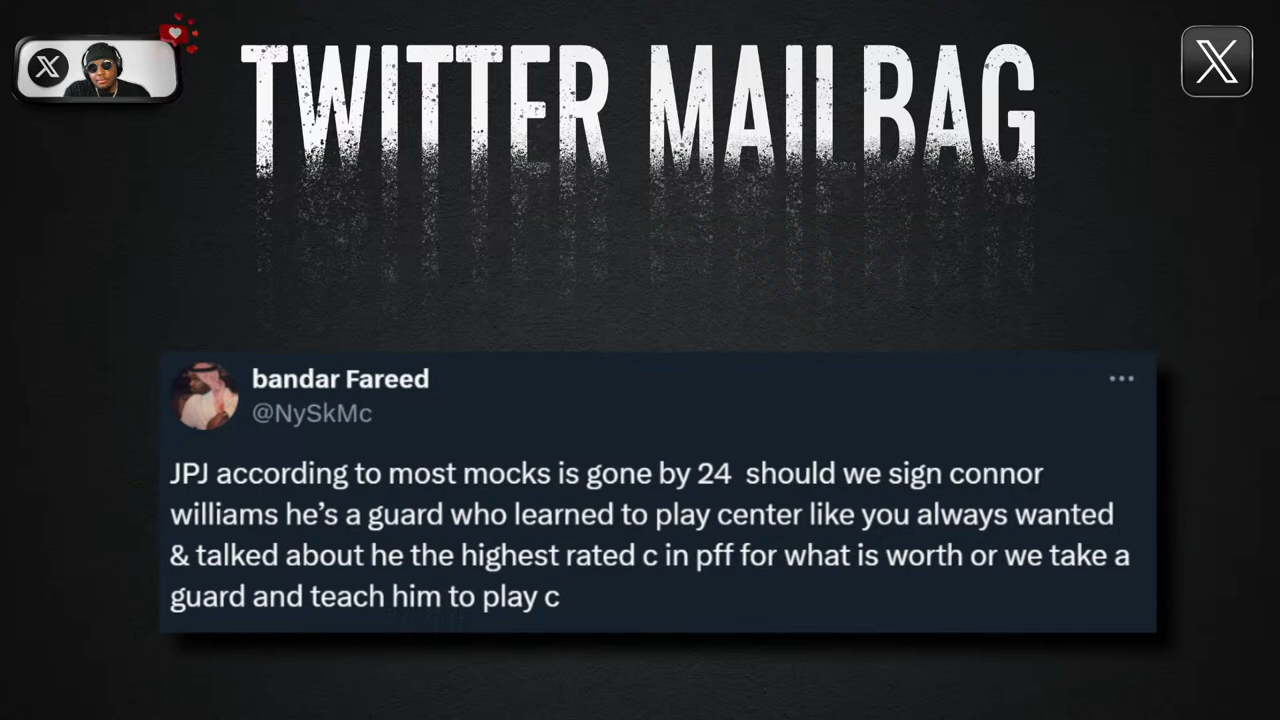 TWITTER MAILBAG
bandar Fareed
@NySkMc
JPJ according to most mocks is gone by 24 should we sign connor
williams he’s a guard who learned to play center like you always wanted
& talked about he the highest rated c in pff for what is worth or we take a
guard and teach him to play c